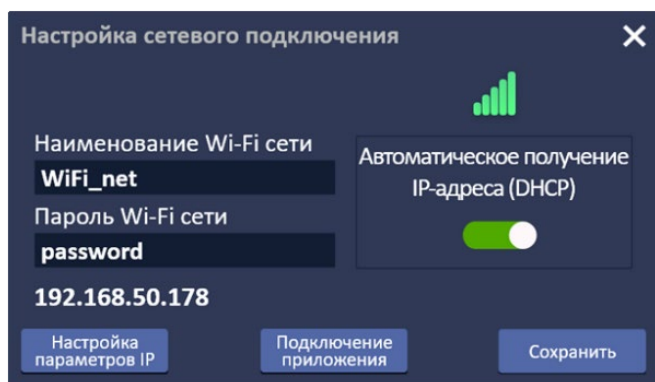 Настройка сетевого подключения
Наименование Wi-Fi сети
WiFi_net
Пароль Wi-Fi сети
password
192.168.50.178
Автоматическое получение
IP-адреса (DHCP)
Настройка
параметров IP
Подключение
приложения
Сохранить